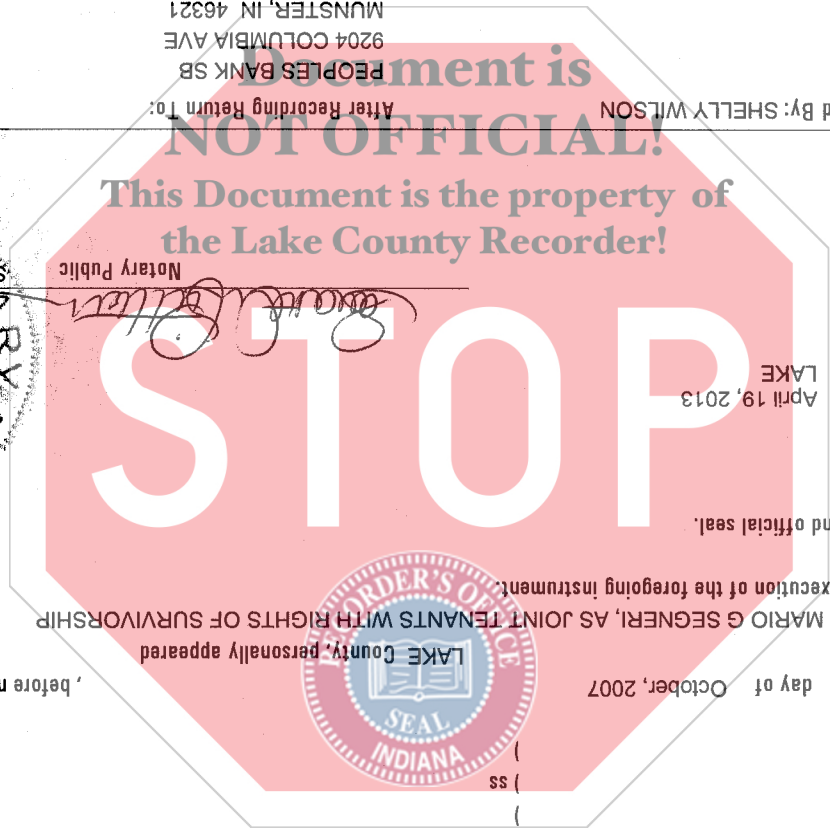 Document is
NOT OFFICIAL!
This Document is the property of
the Lake County Recorder!
STOP
RECORDER'S OFFICE
SEAL
INDIANA
)
) ss
)
day of October, 2007 , before
LAKE County, personally appeared
MARIO G SEGNERI, AS JOINT TENANTS WITH RIGHTS OF SURVIVORSHIP
execution of the foregoing instrument.
nd official seal.
April 19, 2013
LAKE
Notary Public
d By: SHELLY WILSON After Recording Return To:
PEOPLES BANK SB
9204 COLUMBIA AVE
MUNSTER, IN 46321